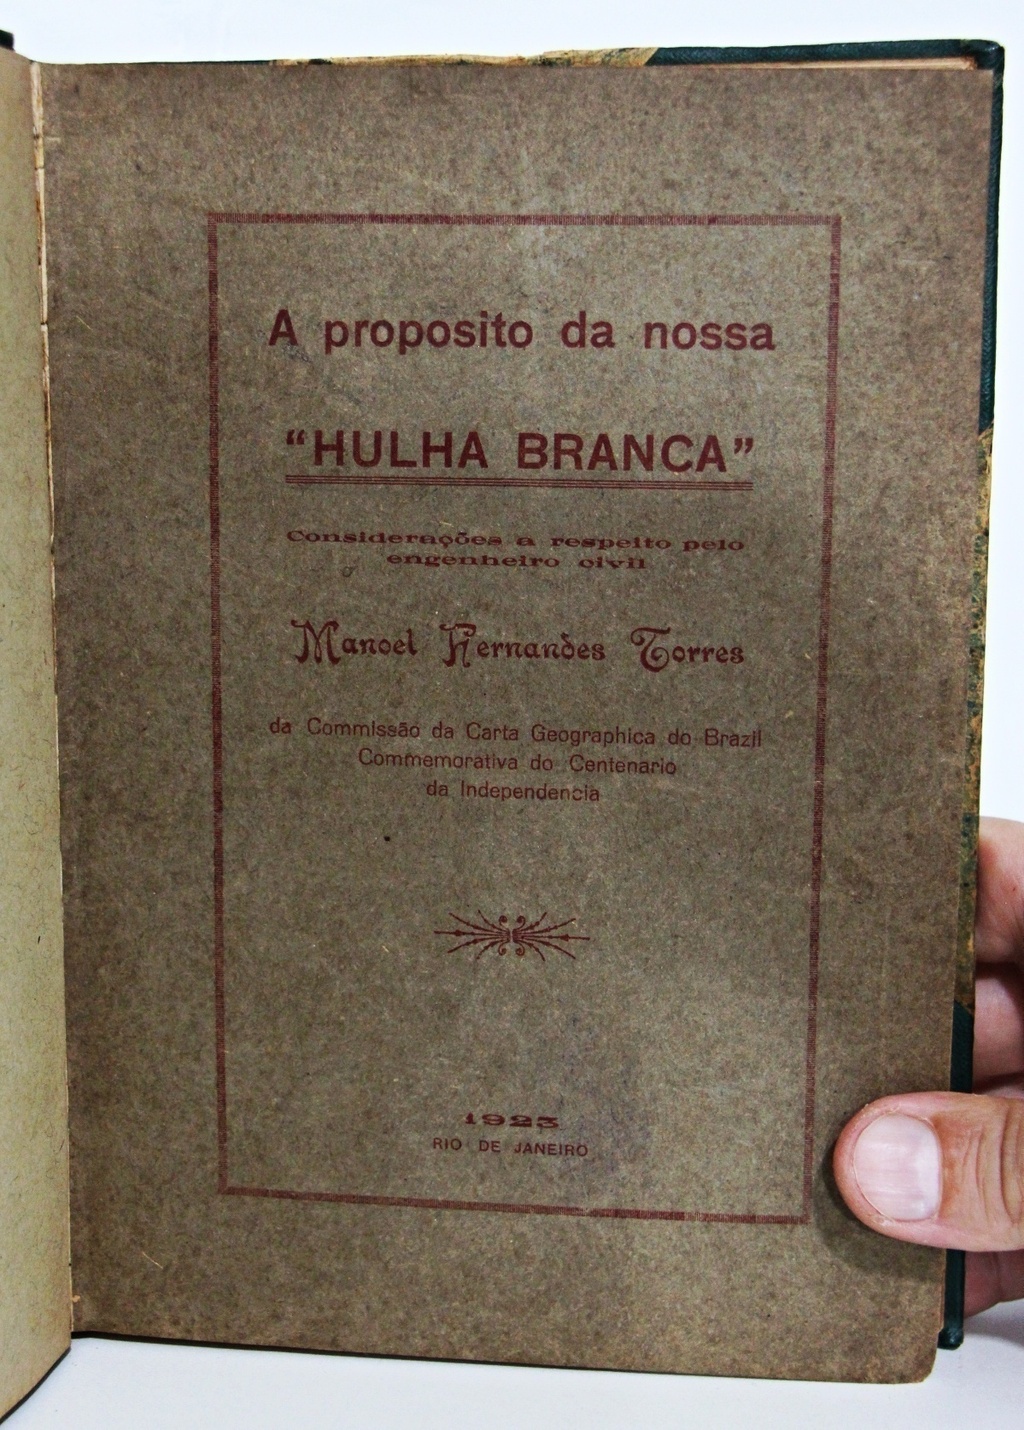 A proposito da nossa
“HULHA BRANCA”
Considerações a respeito pelo
engenheiro civil
Manoel Fernandes Torres
da Commissão da Carta Geographica do Brazil
Commemorativa do Centenario
da Independencia
1923
RIO DE JANEIRO